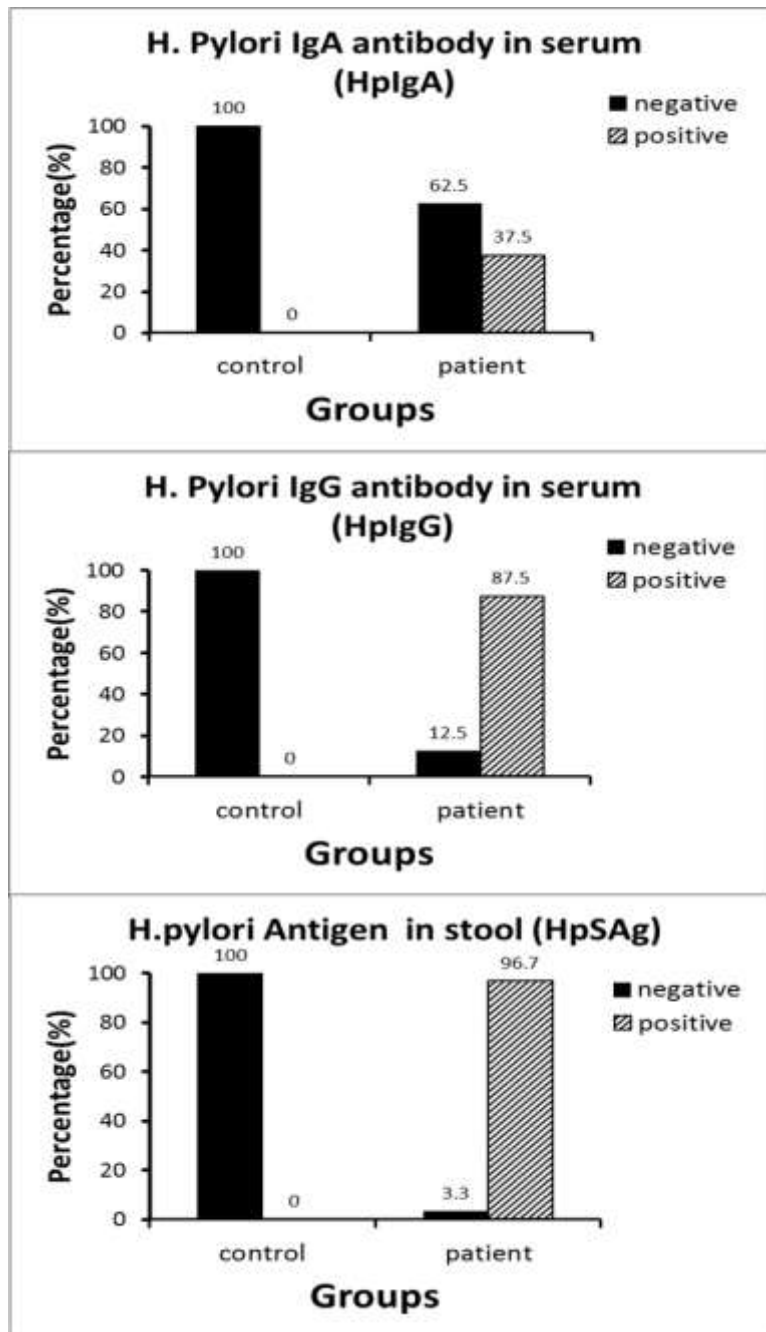 H. Pylori IgA antibody in serum
(HpIgA)
100
negative
positive
100
80
60
40
20
0
Percentage(%)
0
62.5
37.5
control
patient
Groups
H. Pylori IgG antibody in serum
(HpIgG)
100
negative
positive
100
80
60
40
20
0
Percentage(%)
0
12.5
87.5
control
patient
Groups
H.pylori Antigen in stool (HpSAg)
100
96.7
negative
positive
100
80
60
40
20
0
Percentage(%)
0
3.3
control
patient
Groups